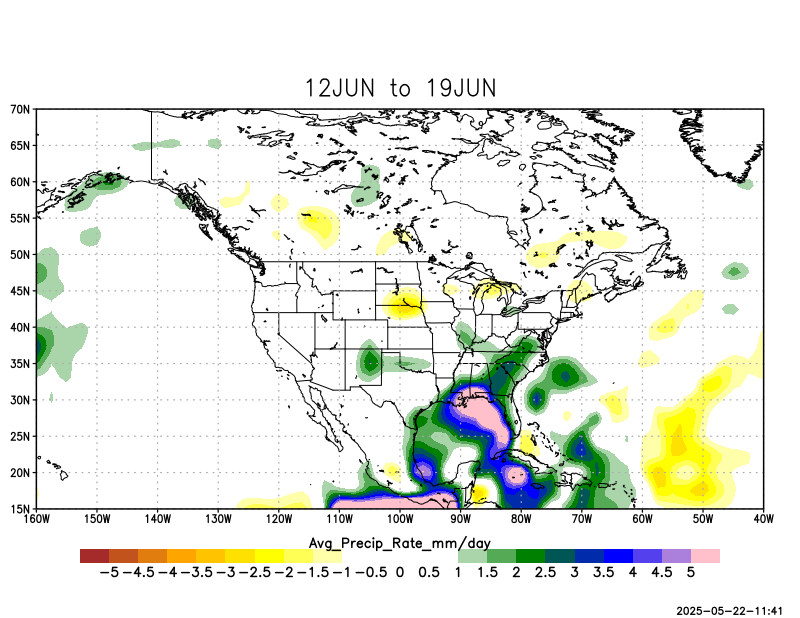 12JUN to 19JUN
70N
65N
60N
55N
50N
45N
40N
35N
30N
25N
20N
15N
160W 150W 140W 130W 120W 110W 100W 90W 80W 70W 60W 50W 40W
Avg_Precip_Rate_mm/day
-5 -4.5 -4 -3.5 -3 -2.5 -2 -1.5 -1 -0.5 0 0.5 1 1.5 2 2.5 3 3.5 4 4.5 5
2025-05-22-11:41